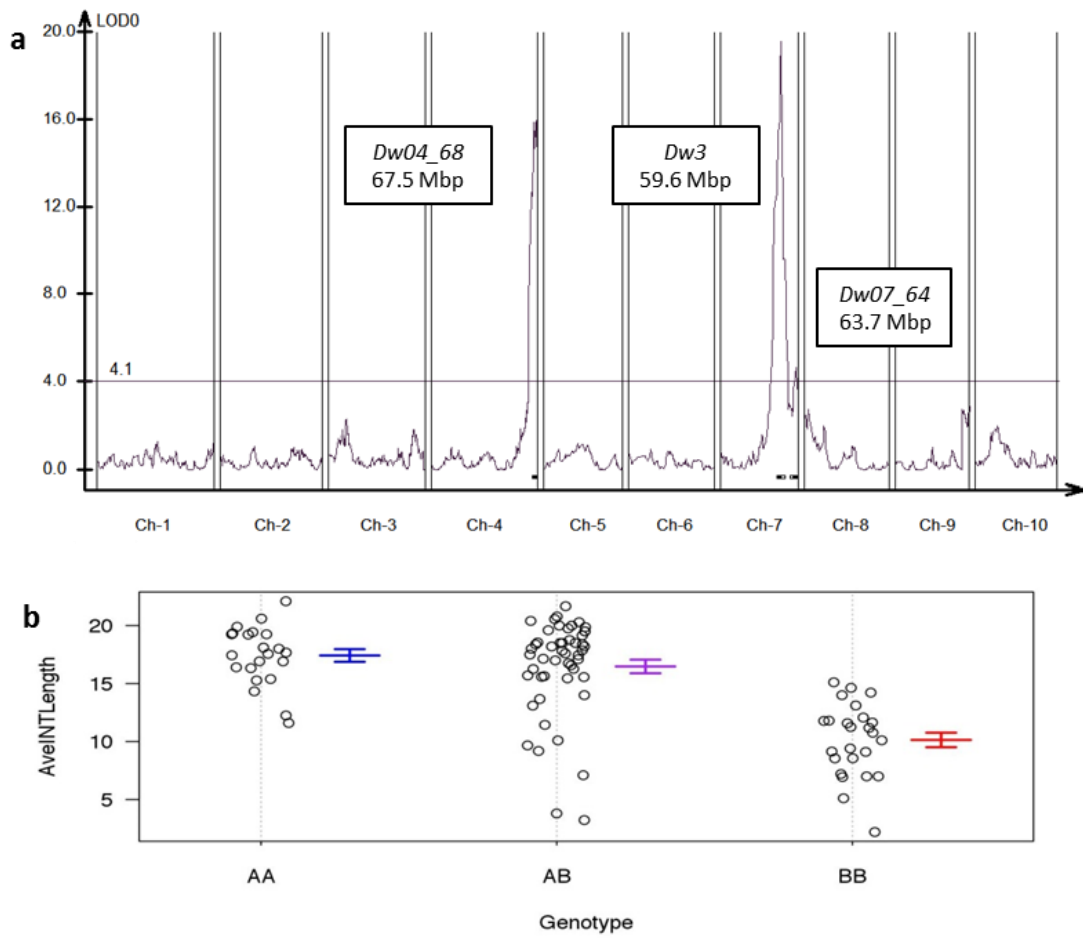 a
LOD0
20.0
16.0
12.0
8.0
4.0
0.0
4.1
Dw04_68
67.5 Mbp
Dw3
59.6 Mbp
Dw07_64
63.7 Mbp
Ch-1 Ch-2 Ch-3 Ch-4 Ch-5 Ch-6 Ch-7 Ch-8 Ch-9 Ch-10
b
AveINTLength
20
15
10
5
AA AB BB
Genotype